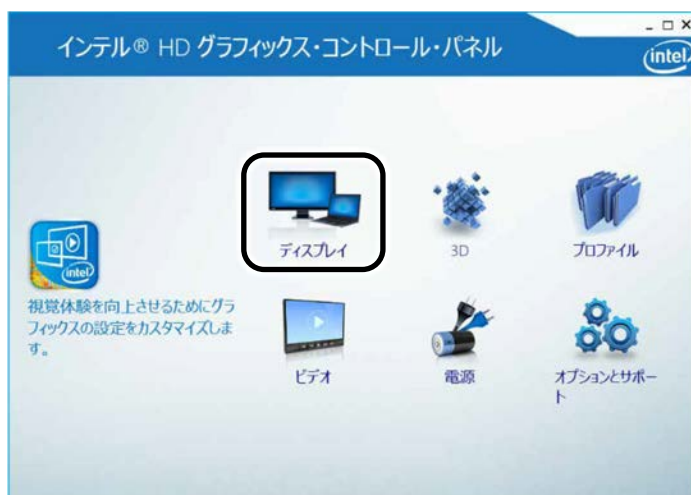 インテル® HD グラフィックス・コントロール・パネル
intel
ディスプレイ
3D
プロファイル
intel
視覚体験を向上させるためにグラ
フィックスの設定をカスタマイズしま
す。
ビデオ
電源
オプションとサポー
ト